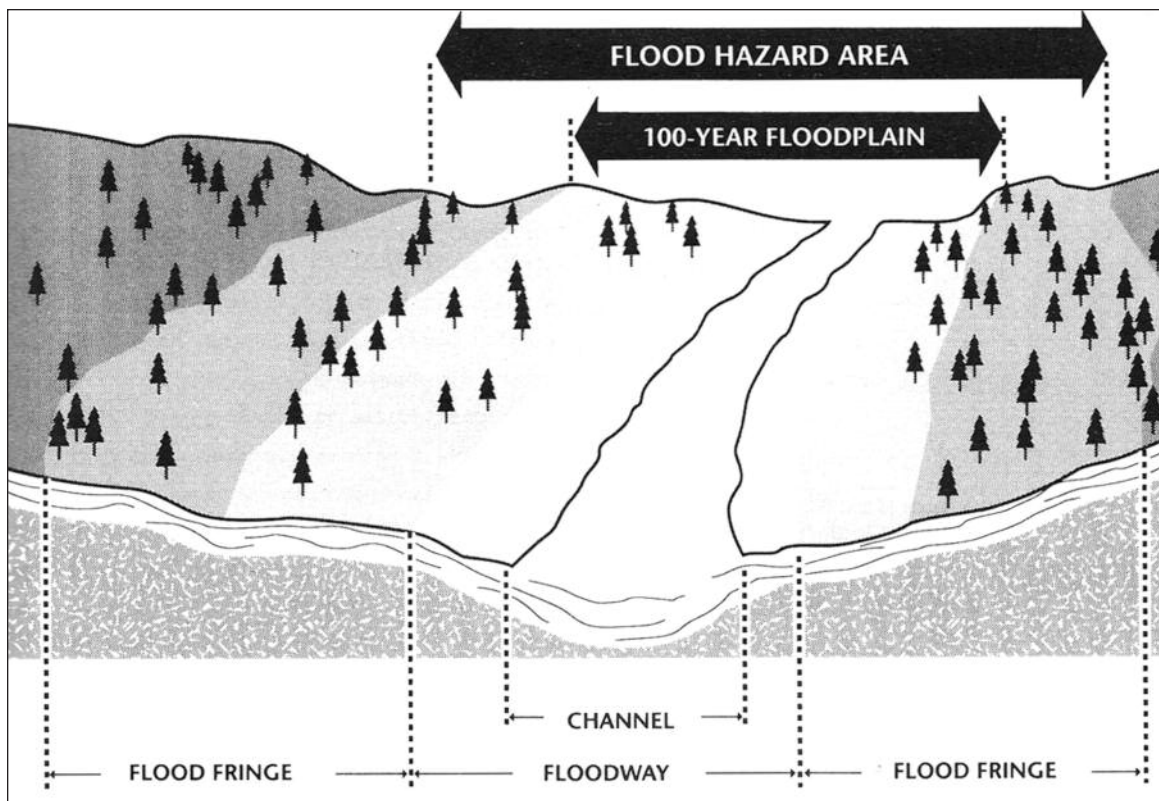 FLOOD HAZARD AREA
100-YEAR FLOODPLAIN
CHANNEL
FLOOD FRINGE
FLOODWAY
FLOOD FRINGE